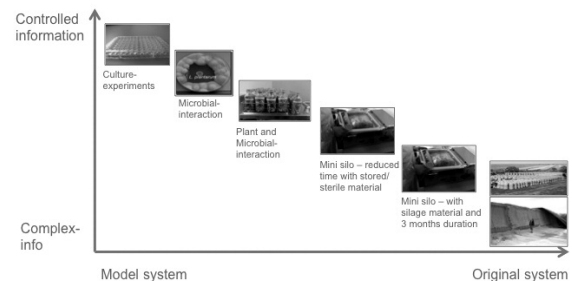 Controlled
information
Culture-
experiments
Microbial-
interaction
Plant and
Microbial-
interaction
Mini silo – reduced
time with stored/
sterile material
Mini silo – with
silage material and
3 months duration
Complex-
info
Model system
Original system